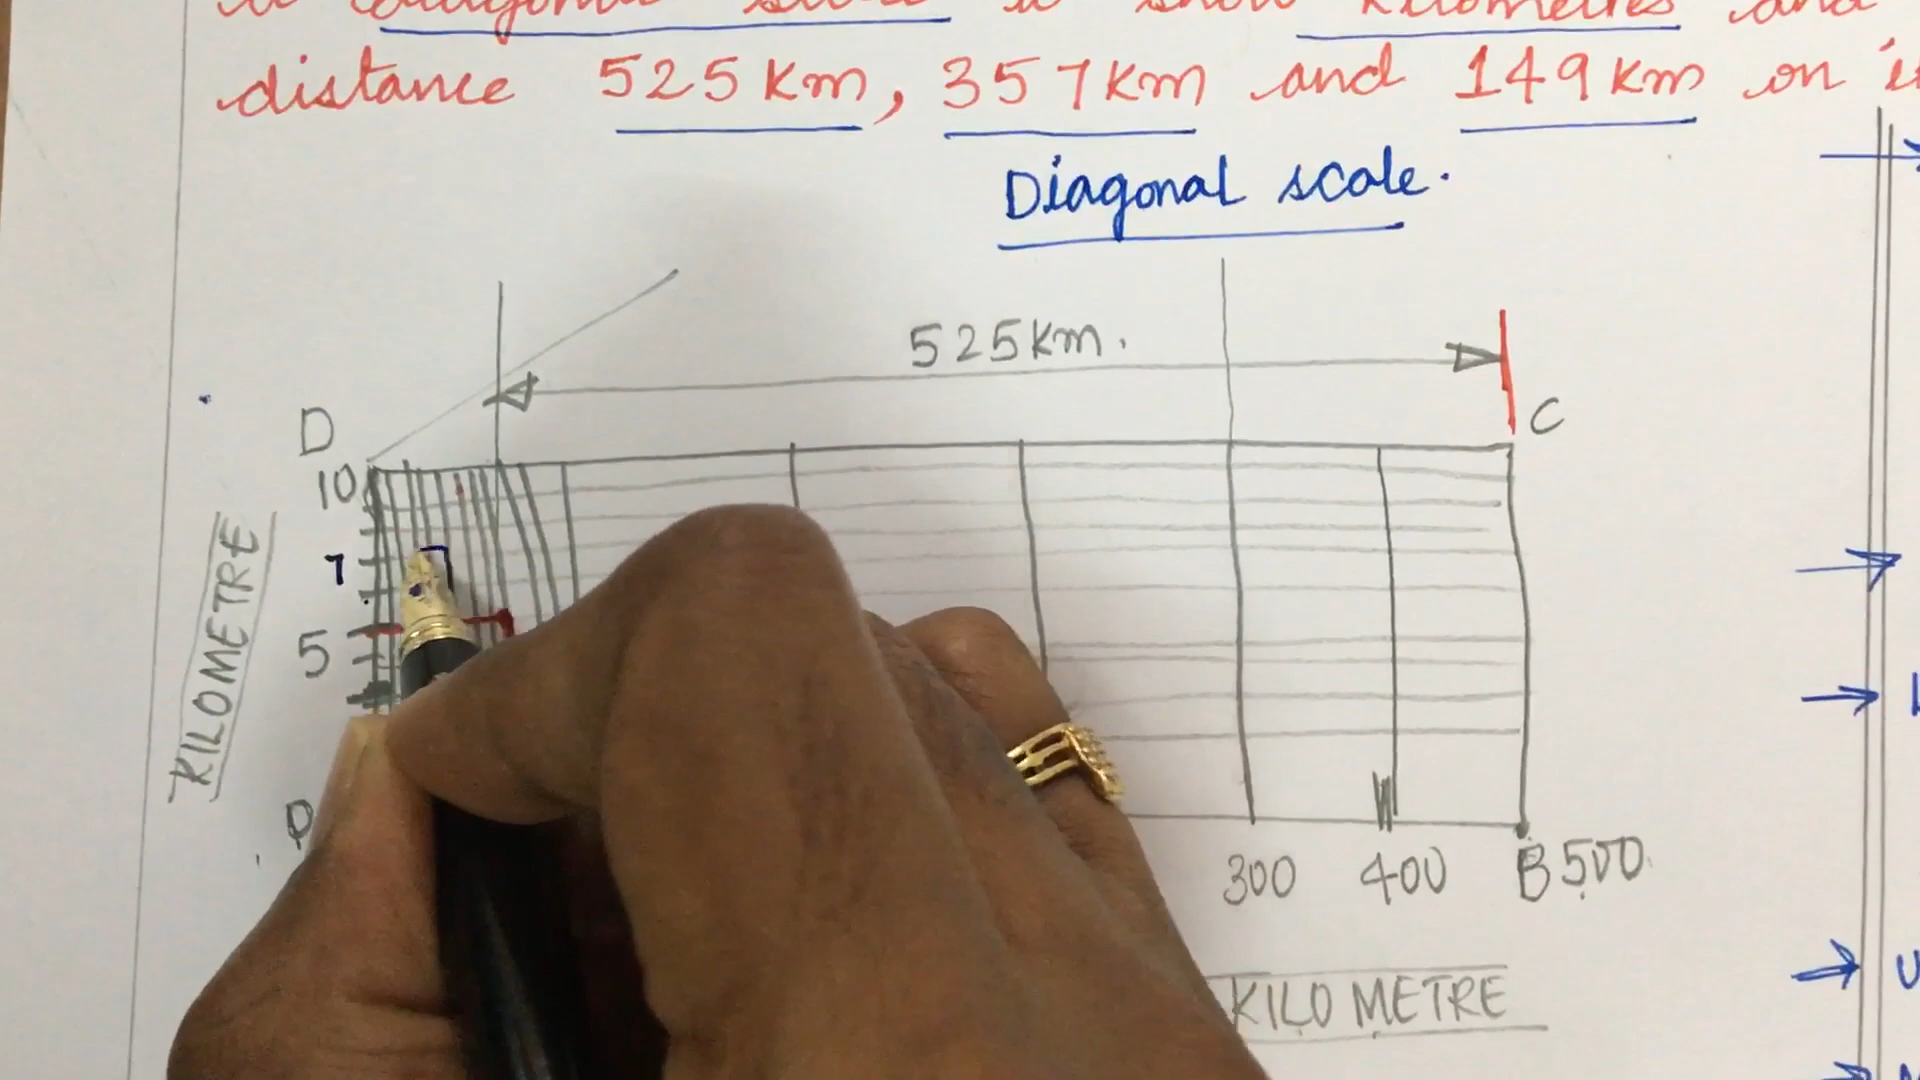 distance 525 Km, 357 Km and 149 Km on
Diagonal scale.
525 Km.
D
C
10
7
5
KILOMETRE
300 400 B 500
KILOMETRE